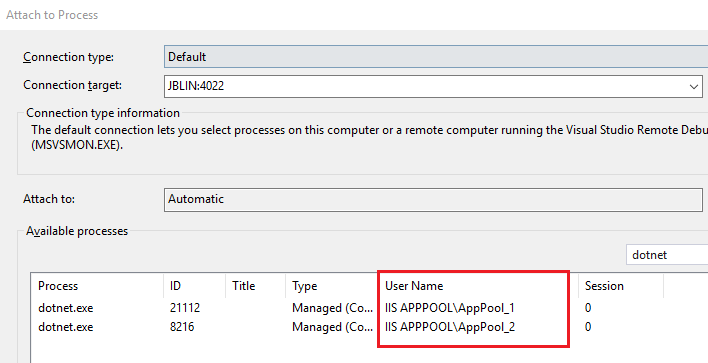 Attach to Process
Connection type: Default
Connection target: JBLIN:4022
Connection type information
The default connection lets you select processes on this computer or a remote computer running the Visual Studio Remote Debu
(MSVSMON.EXE).
Attach to: Automatic
Available processes
dotnet
Process ID Title Type User Name Session
dotnet.exe 21112 Managed (Co... IIS APPPOOL\AppPool_1 0
dotnet.exe 8216 Managed (Co... IIS APPPOOL\AppPool_2 0